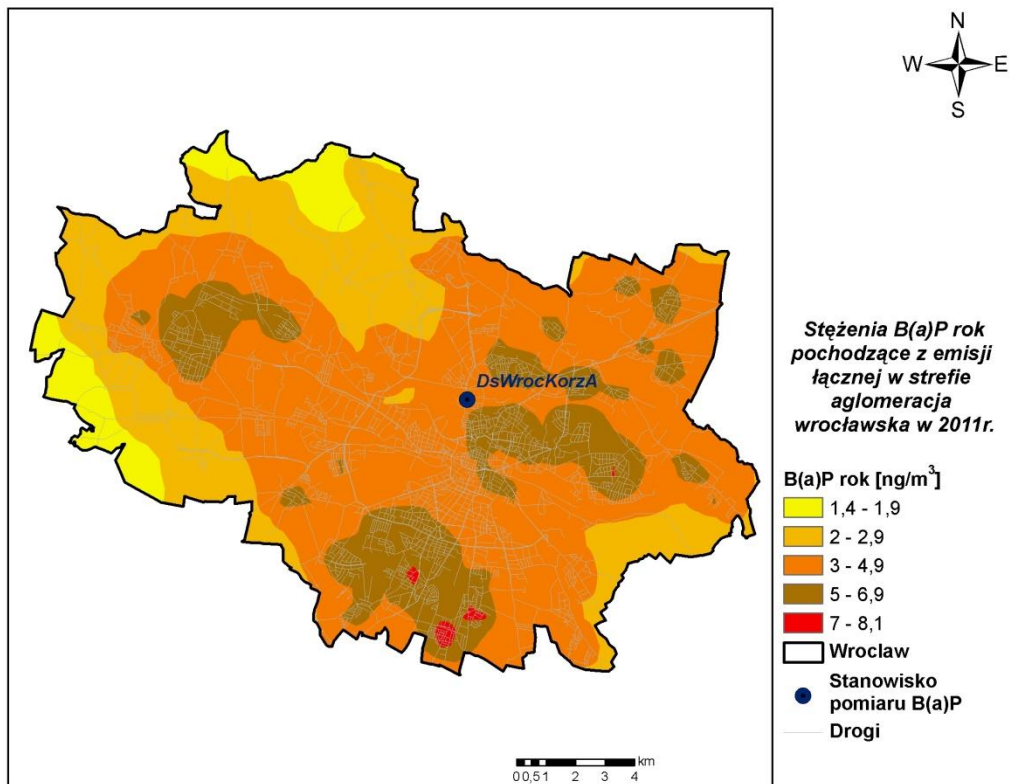 N
W E
S
DsWrocKorzA
Stężenia B(a)P rok
pochodzące z emisji
łącznej w strefie
aglomeracja
wrocławska w 2011r.
B(a)P rok [ng/m³]
1,4 - 1,9
2 - 2,9
3 - 4,9
5 - 6,9
7 - 8,1
Wroclaw
Stanowisko
pomiaru B(a)P
Drogi
km
0 0,5 1 2 3 4